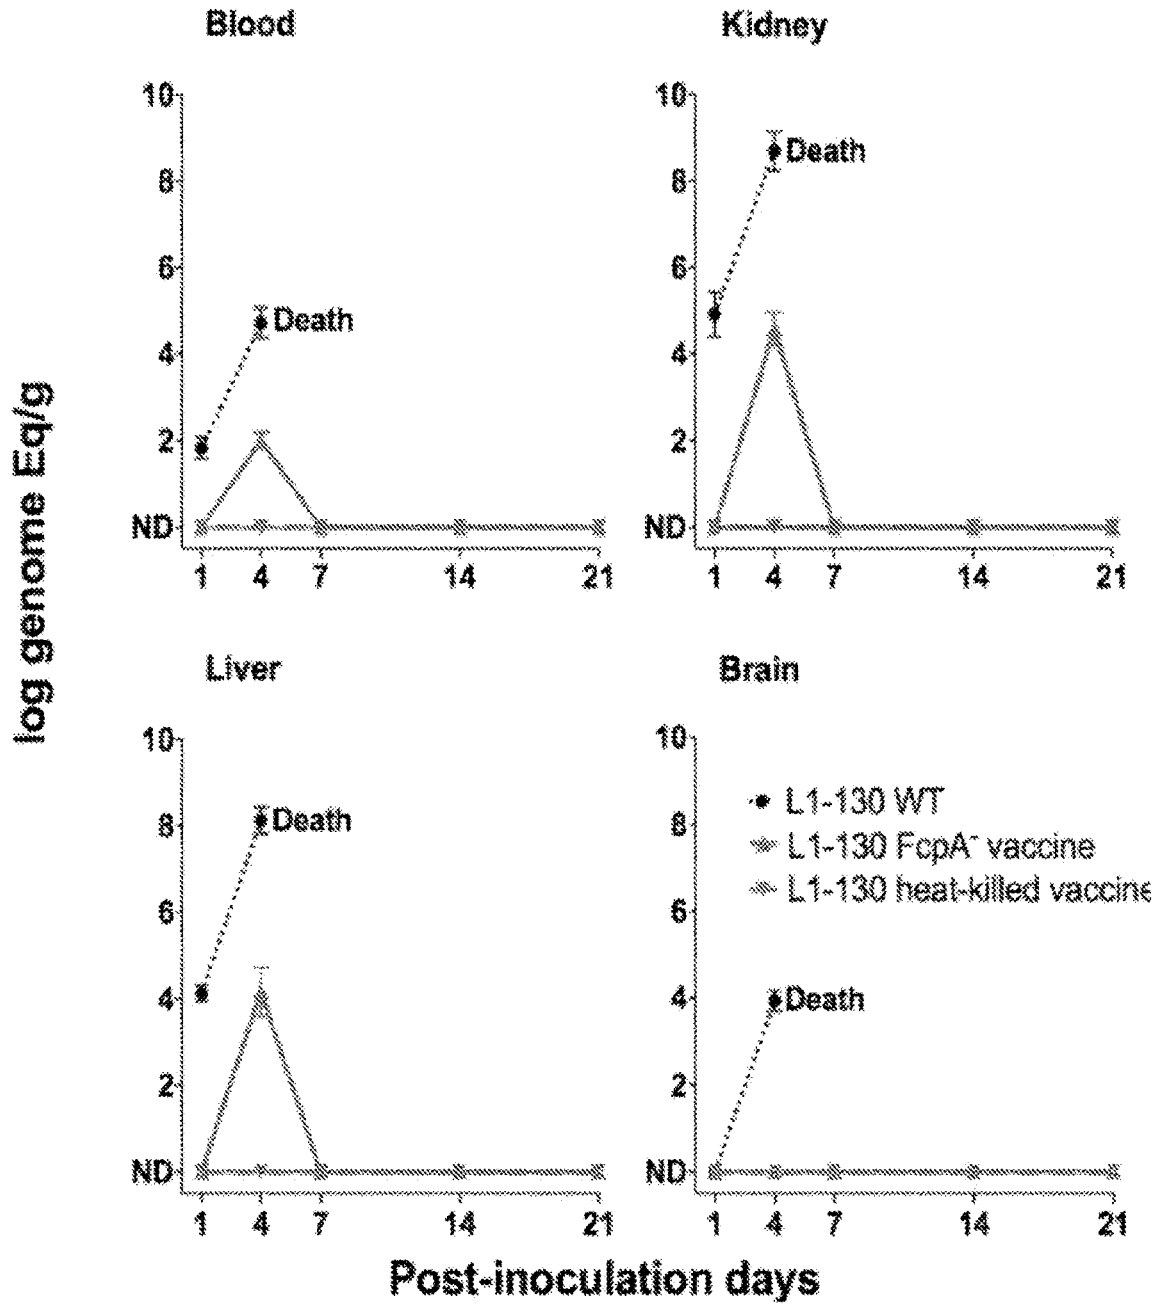 Blood
10
8
6
4
2
ND
Death
1 4 7 14 21
Kidney
10
8
6
4
2
ND
Death
1 4 7 14 21
log genome Eq/g
Liver
10
8
6
4
2
ND
Death
1 4 7 14 21
Brain
10
8
6
4
2
ND
L1-130 WT
L1-130 FcpA⁻ vaccine
L1-130 heat-killed vaccine
Death
1 4 7 14 21
Post-inoculation days